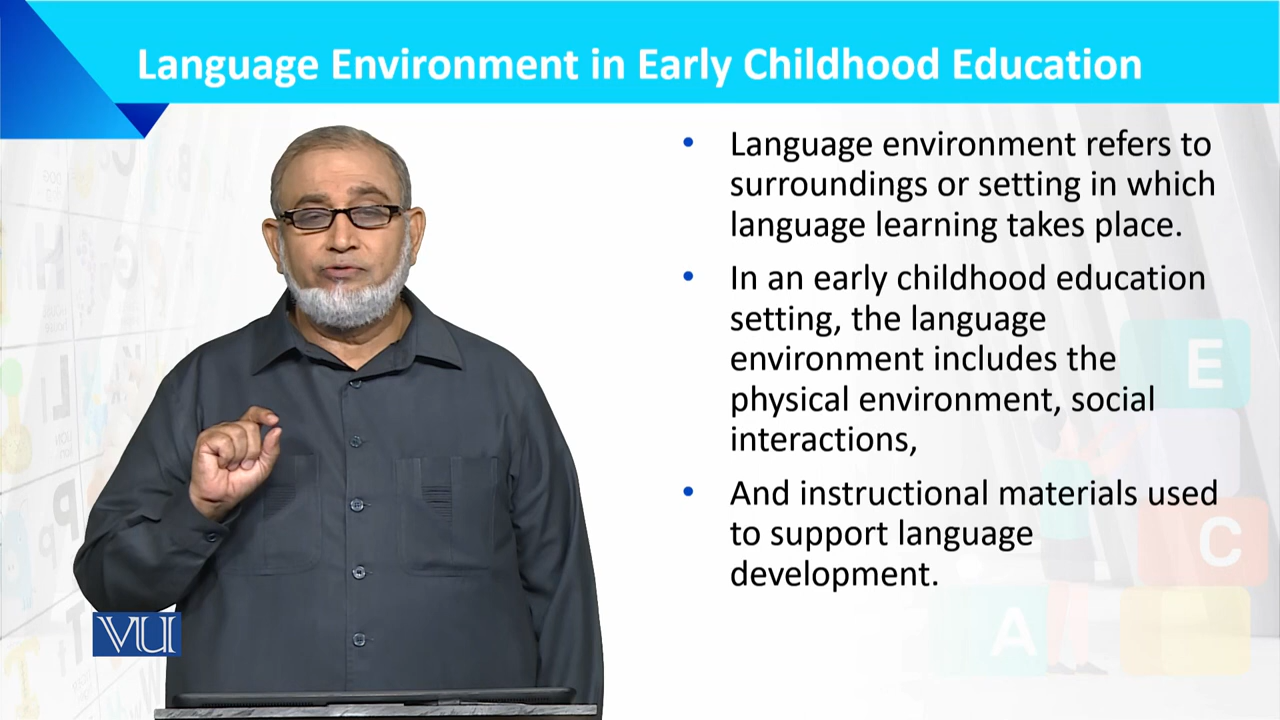 Language Environment in Early Childhood Education
• Language environment refers to
surroundings or setting in which
language learning takes place.
• In an early childhood education
setting, the language
environment includes the
physical environment, social
interactions,
• And instructional materials used
to support language
development.
VU
E
C
A